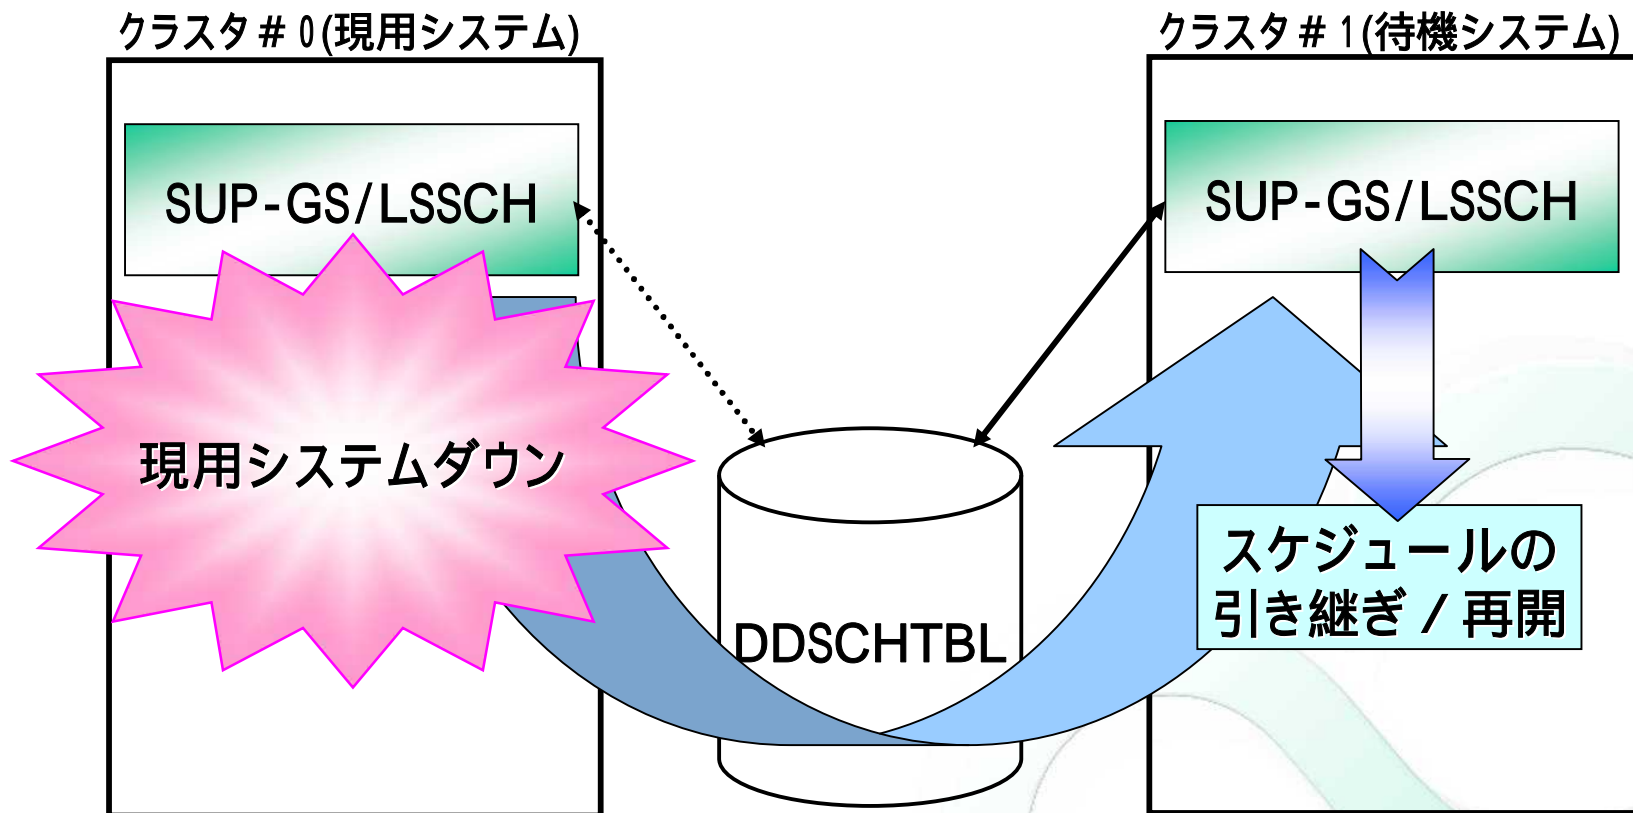 クラスタ＃０(現用システム)
クラスタ＃１(待機システム)
SUP-GS/LSSCH
SUP-GS/LSSCH
現用システムダウン
DDSCHTBL
スケジュールの
引き継ぎ／再開